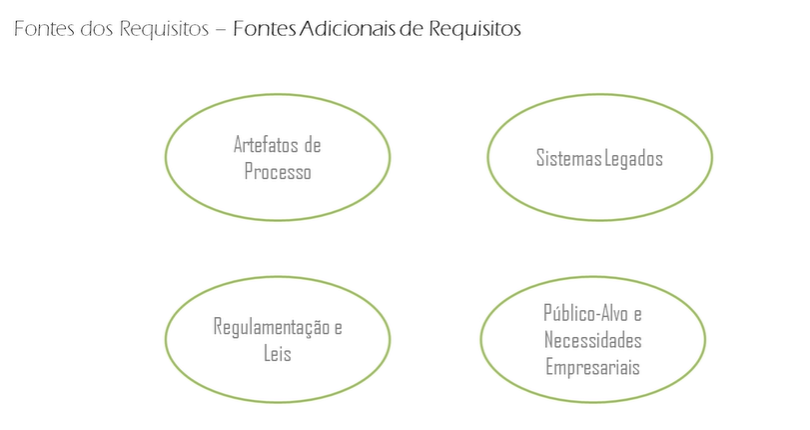 Fontes dos Requisitos – Fontes Adicionais de Requisitos
Artefatos de
Processo
Sistemas Legados
Regulamentação e
Leis
Público-Alvo e
Necessidades
Empresariais